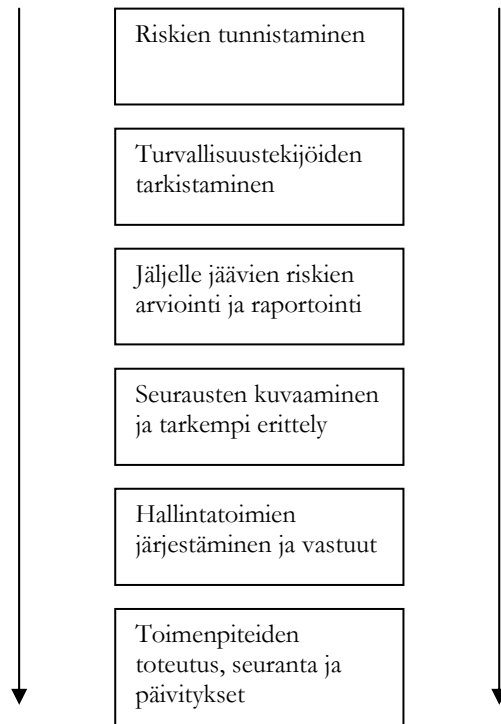 Riskien tunnistaminen
Turvallisuustekijöiden
tarkistaminen
Jäljelle jäävien riskien
arviointi ja raportointi
Seurausten kuvaaminen
ja tarkempi erittely
Hallintatoimien
järjestäminen ja vastuut
Toimenpiteiden
toteutus, seuranta ja
päivitykset